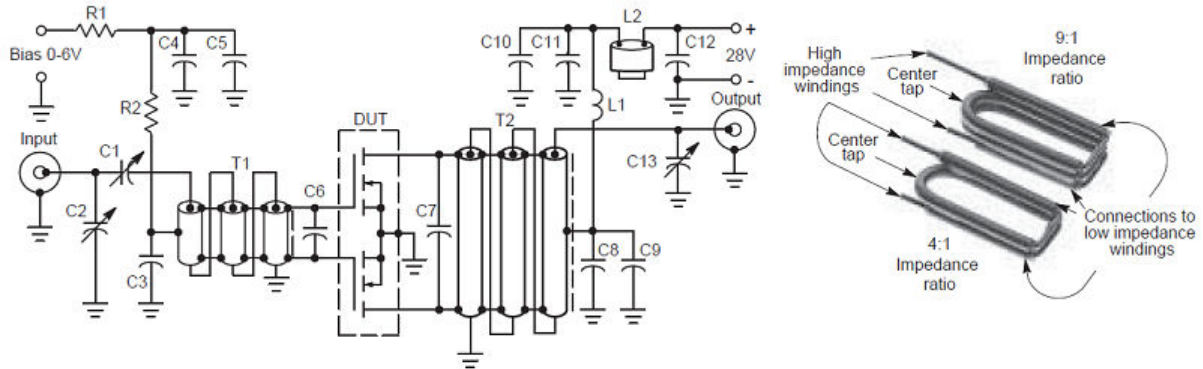 R1
Bias 0-6V
C4
C5
R2
Input
C1
C2
T1
C3
C6
DUT
C7
T2
C10
C11
L2
C12
+
28V
-
L1
Output
C13
C8
C9
High
impedance
windings
Center
tap
9:1
Impedance
ratio
Center
tap
Connections to
low impedance
windings
4:1
Impedance
ratio